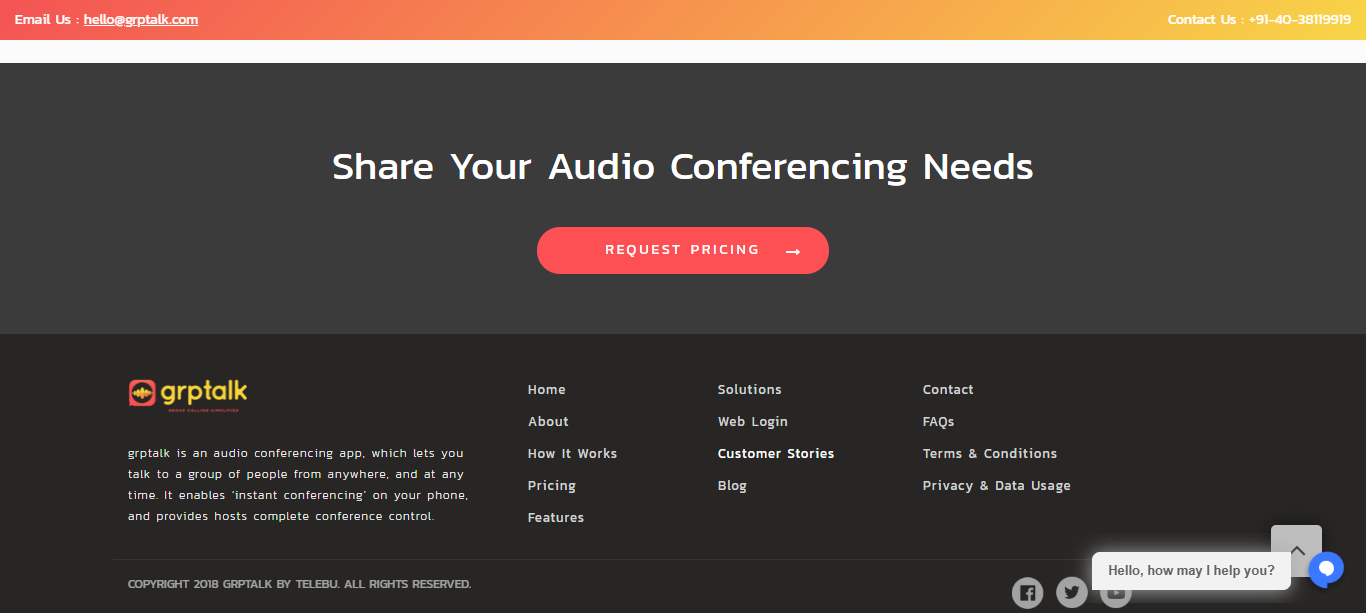 Email Us : hello@grptalk.com
Contact Us : +91-40-38119919
Share Your Audio Conferencing Needs
REQUEST PRICING
grptalk
GROUP CALLING SIMPLIFIED
grptalk is an audio conferencing app, which lets you
talk to a group of people from anywhere, and at any
time. It enables 'instant conferencing' on your phone,
and provides hosts complete conference control.
Home
About
How It Works
Pricing
Features
Solutions
Web Login
Customer Stories
Blog
Contact
FAQs
Terms & Conditions
Privacy & Data Usage
COPYRIGHT 2018 GRPTALK BY TELEBU. ALL RIGHTS RESERVED.
Hello, how may I help you?